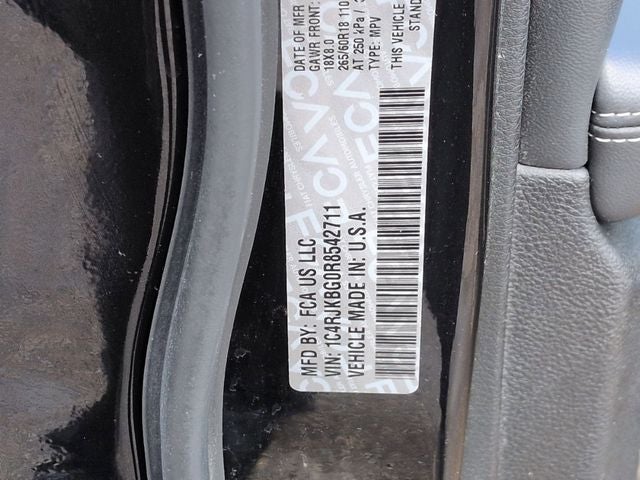 MFD BY: FCA US LLC
VIN: 1C4RJKBG0R8542711
VEHICLE MADE IN: U.S.A.
DATE OF MFR
GAWR FRONT:
18X8.0
265/60R18 110
AT 250 kPa /
TYPE: MPV
THIS VEHICLE
STAND